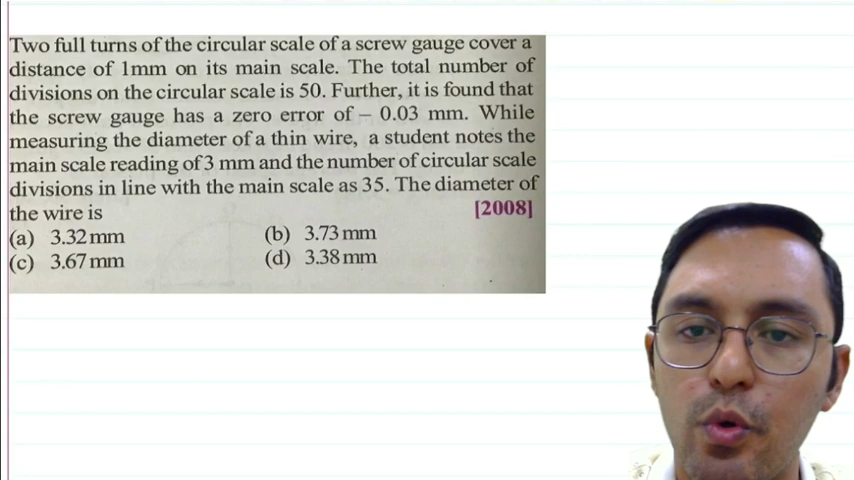 Two full turns of the circular scale of a screw gauge cover a
distance of 1mm on its main scale. The total number of
divisions on the circular scale is 50. Further, it is found that
the screw gauge has a zero error of – 0.03 mm. While
measuring the diameter of a thin wire, a student notes the
main scale reading of 3 mm and the number of circular scale
divisions in line with the main scale as 35. The diameter of
the wire is [2008]
(a) 3.32 mm (b) 3.73 mm
(c) 3.67 mm (d) 3.38 mm